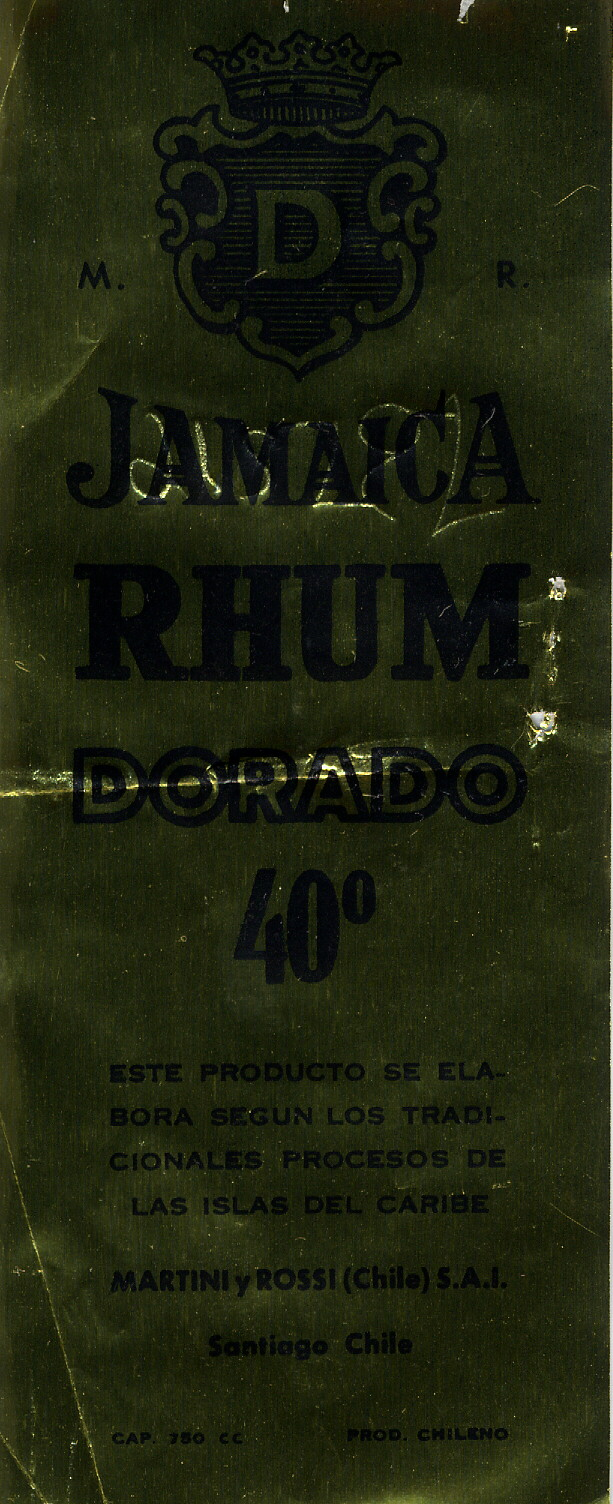 D
M. R.
JAMAICA
RHUM
DORADO
40º
ESTE PRODUCTO SE ELA-
BORA SEGUN LOS TRADI-
CIONALES PROCESOS DE
LAS ISLAS DEL CARIBE
MARTINI y ROSSI (Chile) S.A.I.
Santiago Chile
CAP. 750 CC PROD. CHILENO